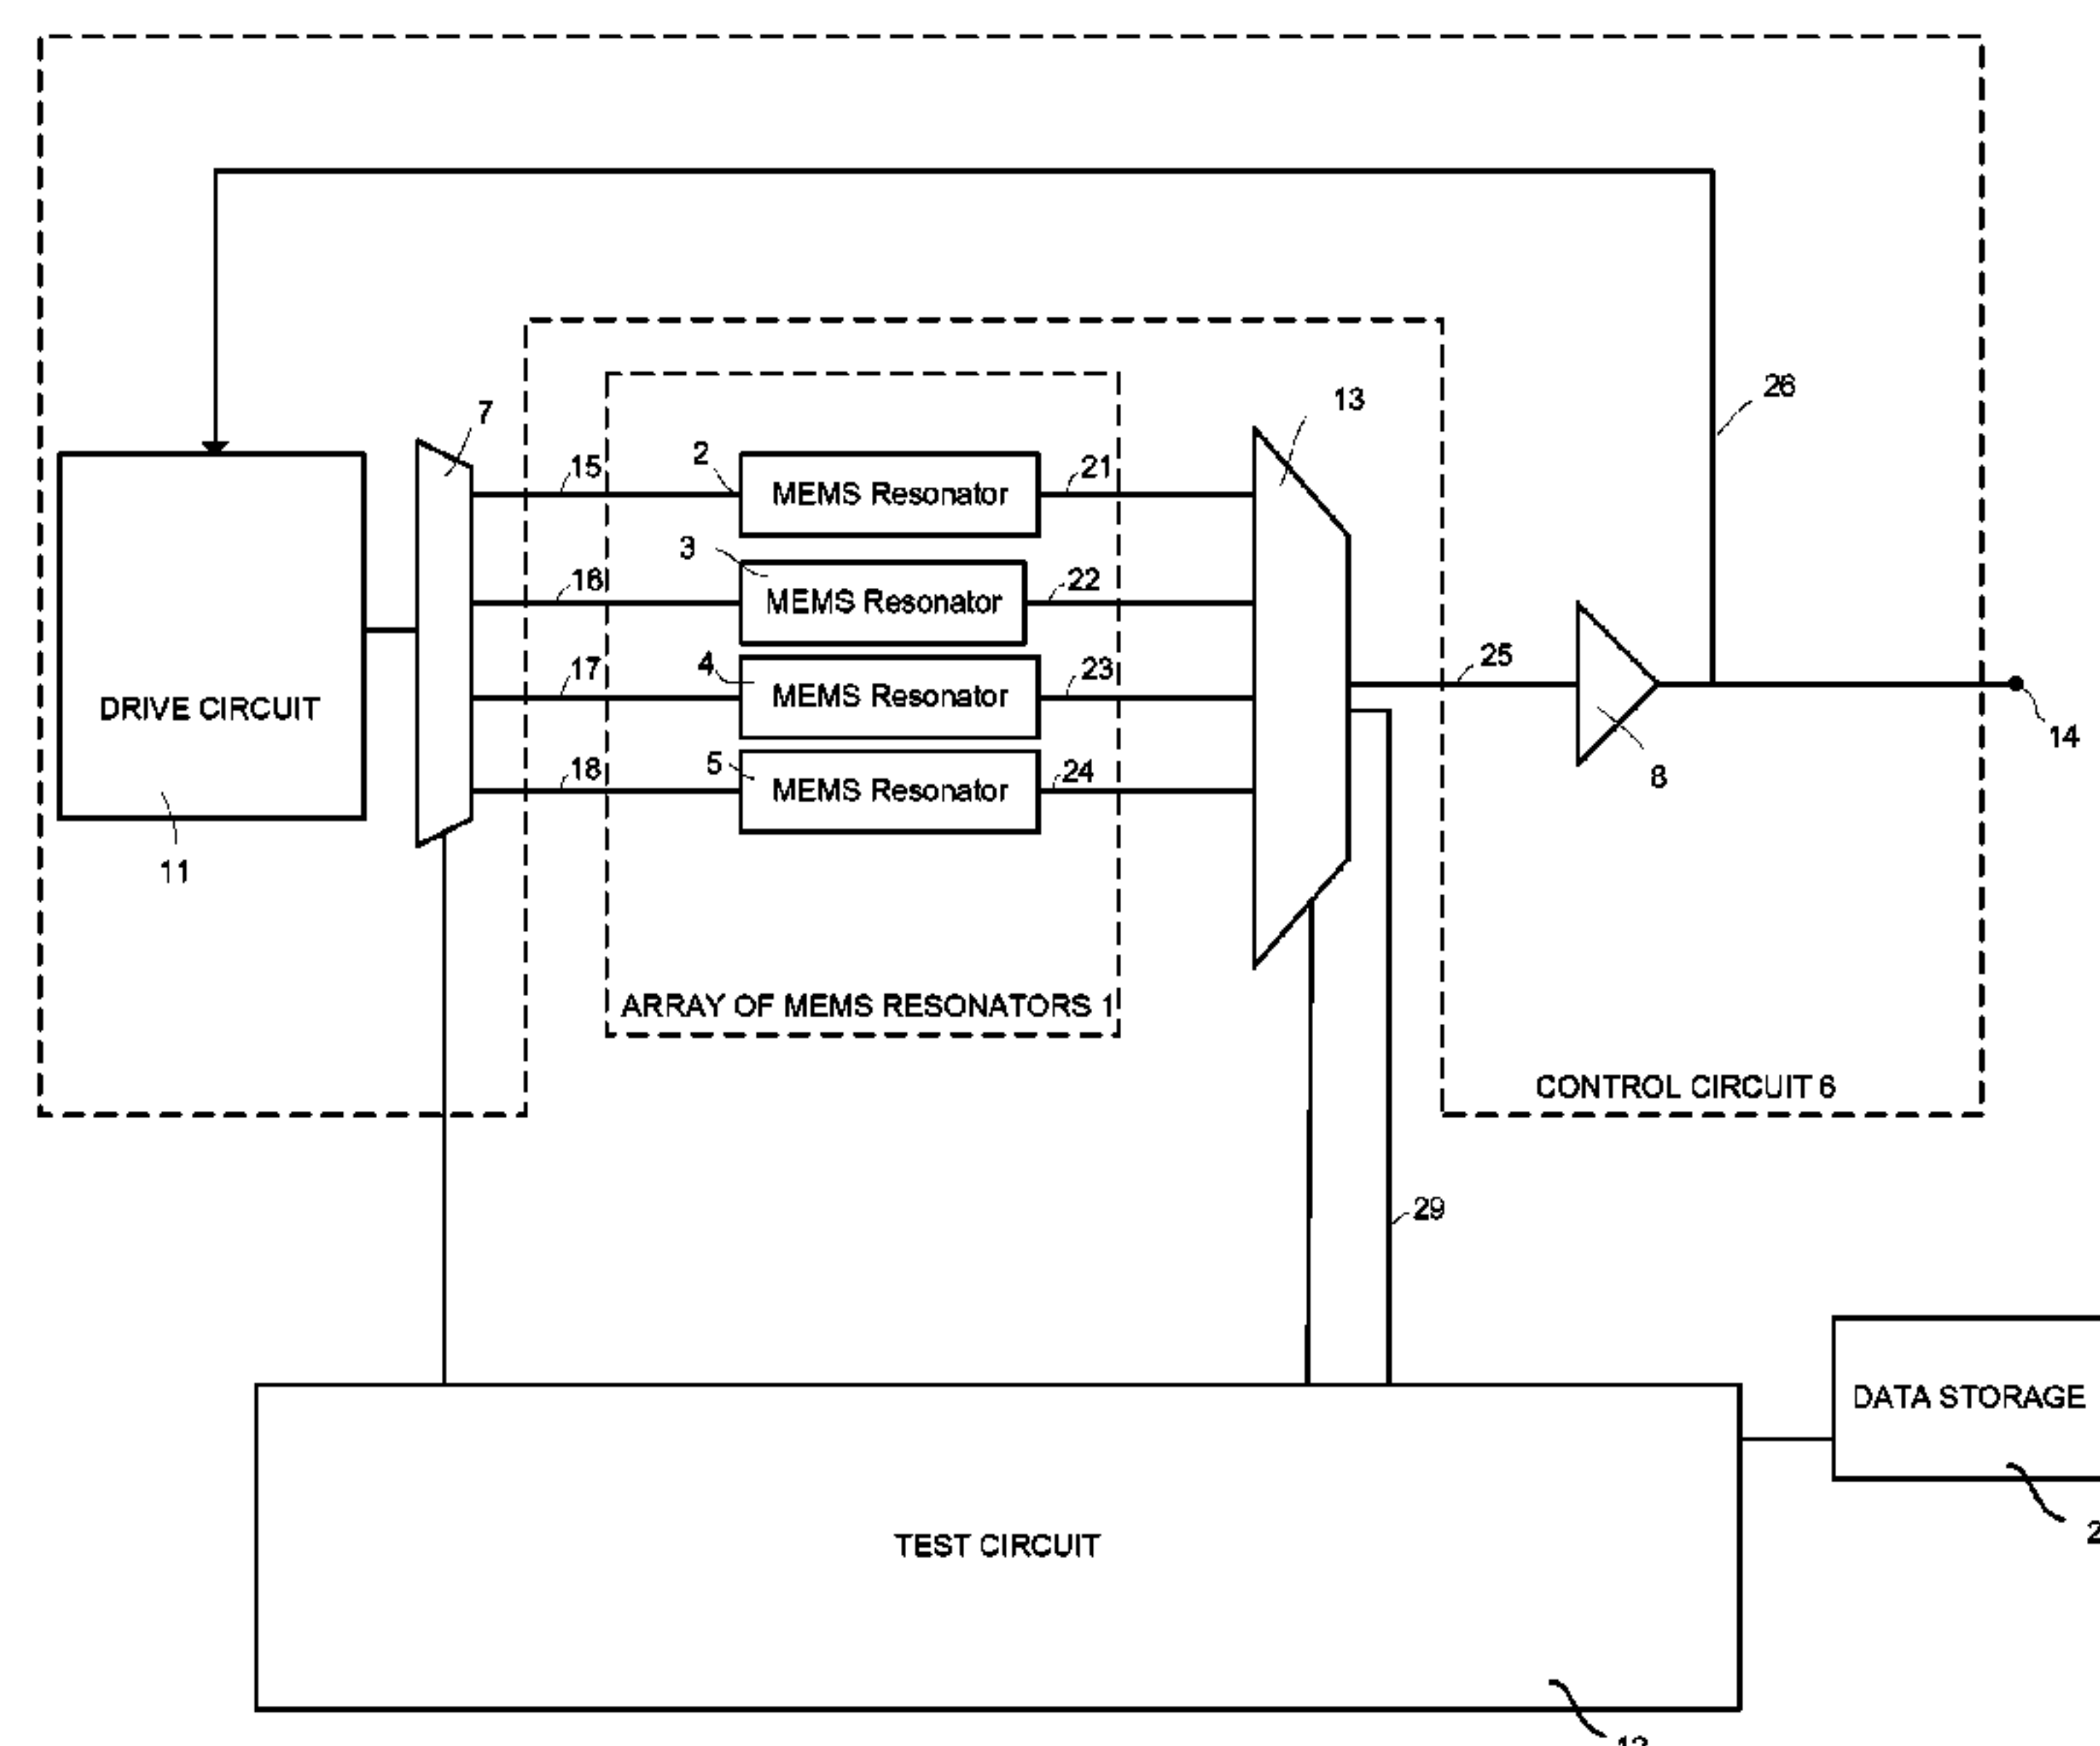 26
13
7
15
2
MEMS Resonator
21
3
16
MEMS Resonator
22
17
4
MEMS Resonator
23
25
DRIVE CIRCUIT
14
18
5
MEMS Resonator
24
8
11
ARRAY OF MEMS RESONATORS 1
CONTROL CIRCUIT 6
29
DATA STORAGE
TEST CIRCUIT